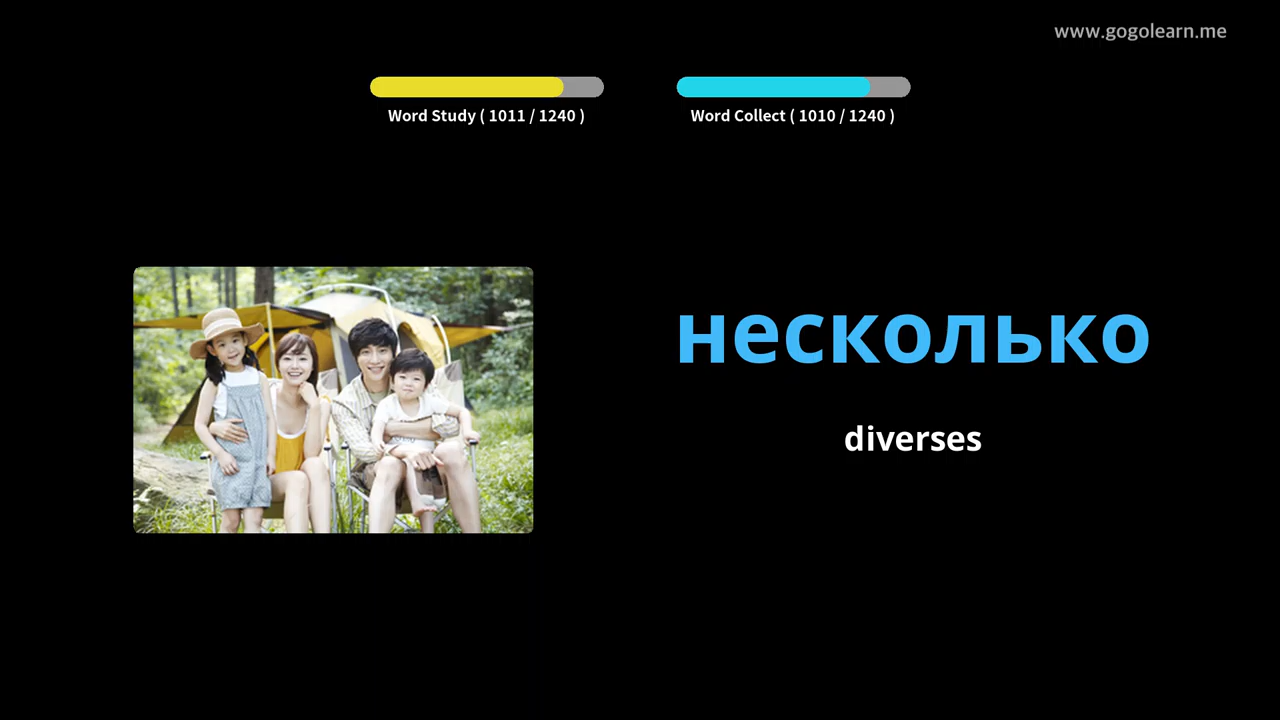 www.gogolearn.me
Word Study ( 1011 / 1240 )
Word Collect ( 1010 / 1240 )
несколько
diverses